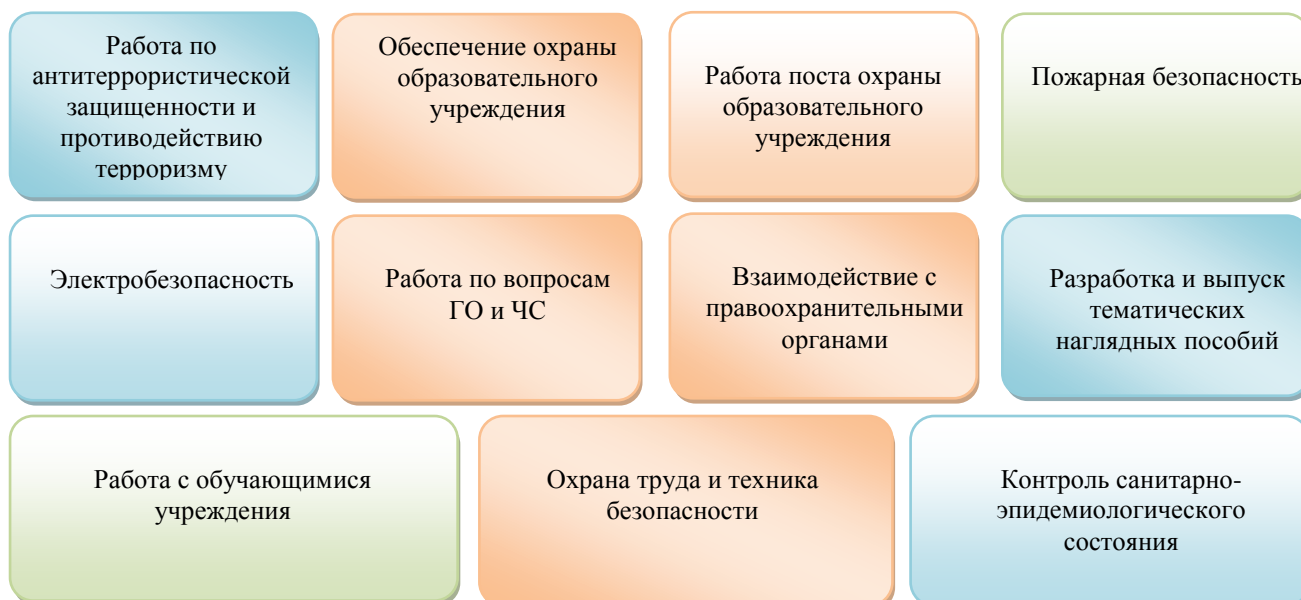 Работа по
антитеррористической
защищенности и
противодействию
терроризму
Обеспечение охраны
образовательного
учреждения
Работа поста охраны
образовательного
учреждения
Пожарная безопасность
Электробезопасность
Работа по вопросам
ГО и ЧС
Взаимодействие с
правоохранительными
органами
Разработка и выпуск
тематических
наглядных пособий
Работа с обучающимися
учреждения
Охрана труда и техника
безопасности
Контроль санитарно-
эпидемиологического
состояния